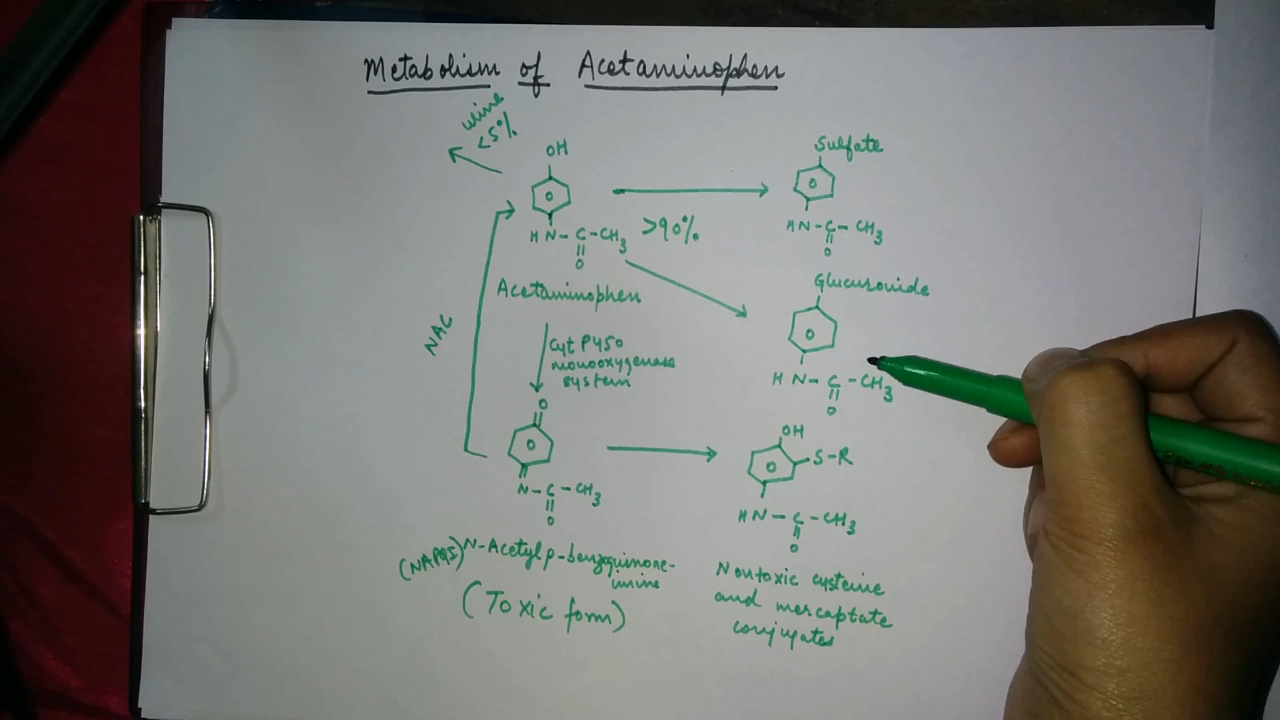 Metabolism of Acetaminophen
urine
<5%
OH
HN-C-CH3
O
Acetaminophen
>90%
Sulfate
HN-C-CH3
O
Glucuronide
HN-C-CH3
O
NAC
Cyt P450
monooxygenase
system
O
N-C-CH3
O
(NAPQI) N-Acetyl p-benzoquinone-
imine
(Toxic form)
OH
S-R
HN-C-CH3
O
Nontoxic cysteine
and mercaptate
conjugates